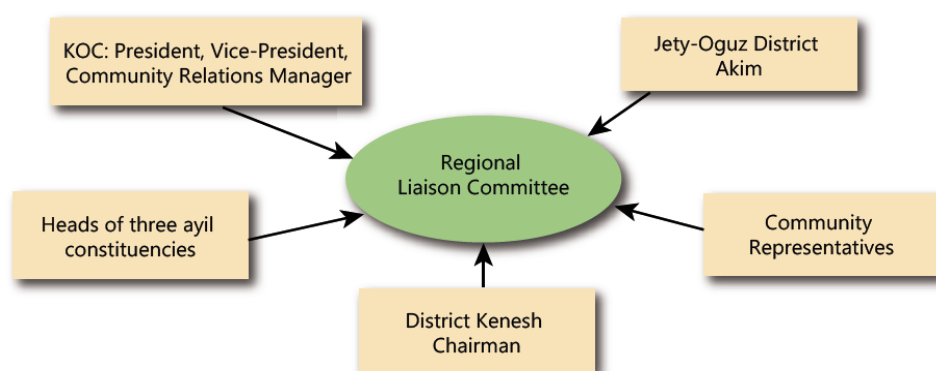 KOC: President, Vice-President,
Community Relations Manager
Jety-Oguz District
Akim
Regional
Liaison Committee
Heads of three ayil
constituencies
Community
Representatives
District Kenesh
Chairman